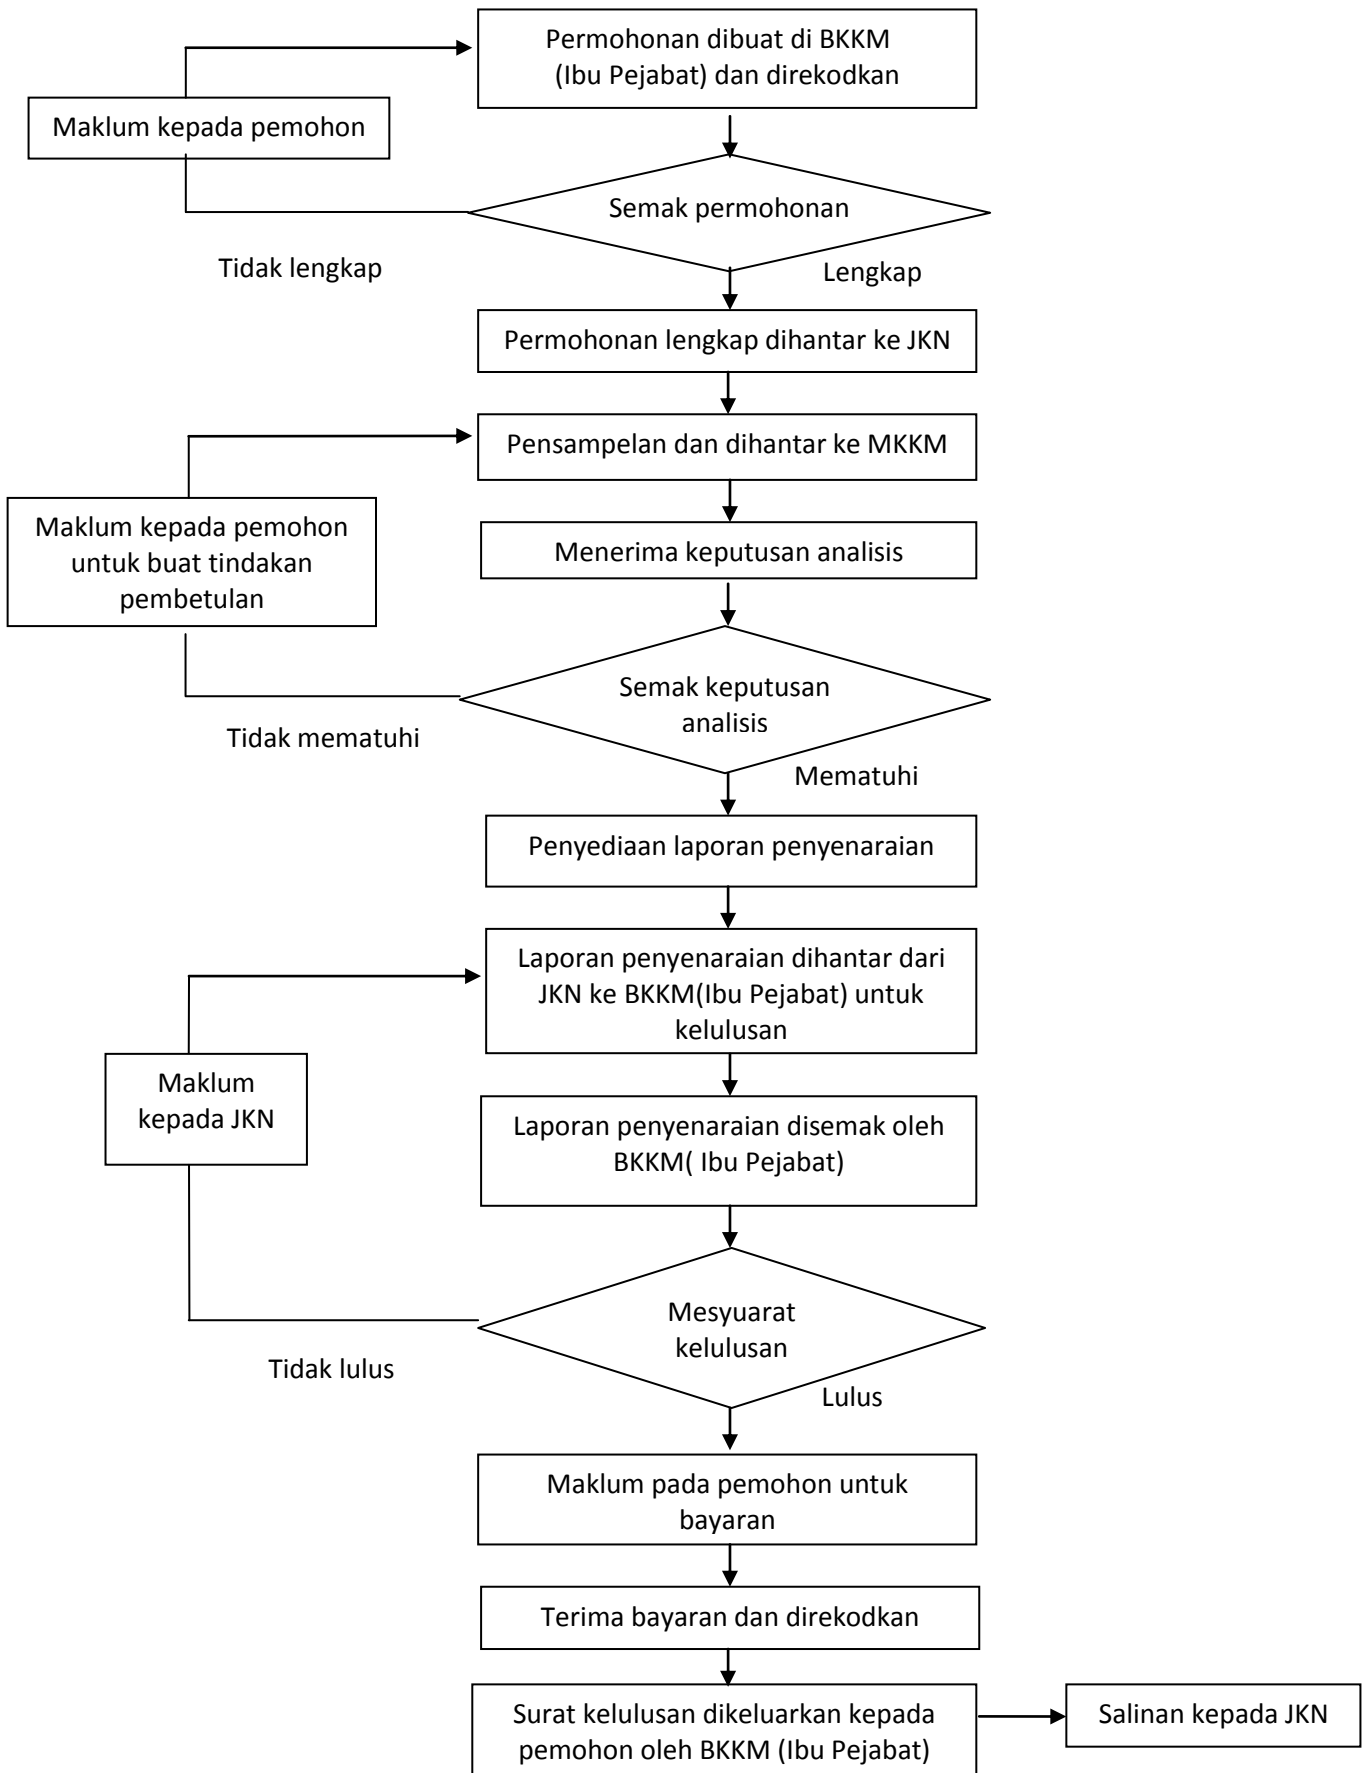 Permohonan dibuat di BKKM
(Ibu Pejabat) dan direkodkan
Maklum kepada pemohon
Semak permohonan
Tidak lengkap
Lengkap
Permohonan lengkap dihantar ke JKN
Pensampelan dan dihantar ke MKKM
Maklum kepada pemohon
untuk buat tindakan
pembetulan
Menerima keputusan analisis
Semak keputusan
analisis
Tidak mematuhi
Mematuhi
Penyediaan laporan penyenaraian
Laporan penyenaraian dihantar dari
JKN ke BKKM(Ibu Pejabat) untuk
kelulusan
Maklum
kepada JKN
Laporan penyenaraian disemak oleh
BKKM( Ibu Pejabat)
Mesyuarat
kelulusan
Tidak lulus
Lulus
Maklum pada pemohon untuk
bayaran
Terima bayaran dan direkodkan
Surat kelulusan dikeluarkan kepada
pemohon oleh BKKM (Ibu Pejabat)
Salinan kepada JKN